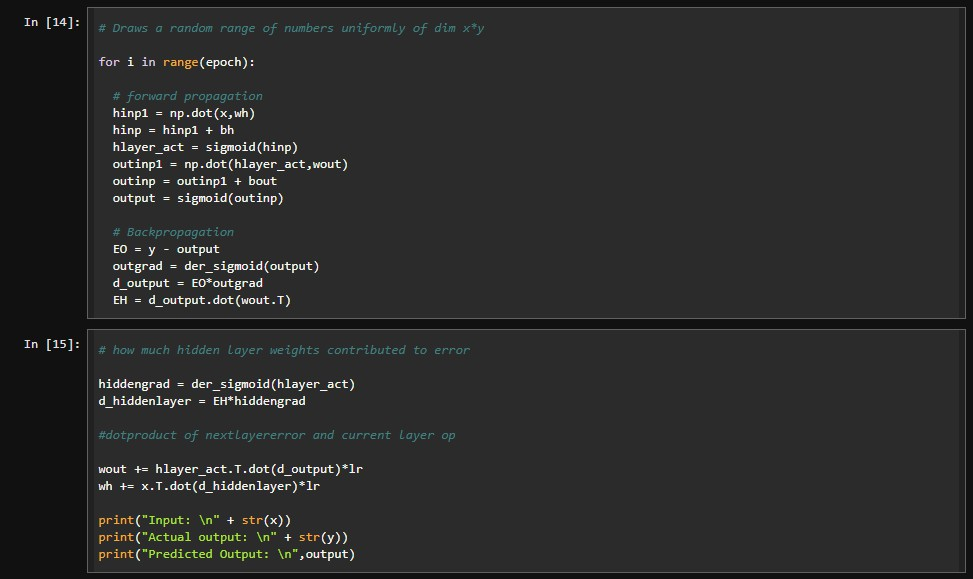 In [14]:
# Draws a random range of numbers uniformly of dim x*y
for i in range(epoch):
# forward propagation
hinp1 = np.dot(x,wh)
hinp = hinp1 + bh
hlayer_act = sigmoid(hinp)
outinp1 = np.dot(hlayer_act,wout)
outinp = outinp1 + bout
output = sigmoid(outinp)
# Backpropagation
EO = y - output
outgrad = der_sigmoid(output)
d_output = EO*outgrad
EH = d_output.dot(wout.T)
In [15]:
# how much hidden layer weights contributed to error
hiddengrad = der_sigmoid(hlayer_act)
d_hiddenlayer = EH*hiddengrad
#dotproduct of nextlayererror and current layer op
wout += hlayer_act.T.dot(d_output)*lr
wh += x.T.dot(d_hiddenlayer)*lr
print("Input: \n" + str(x))
print("Actual output: \n" + str(y))
print("Predicted Output: \n",output)